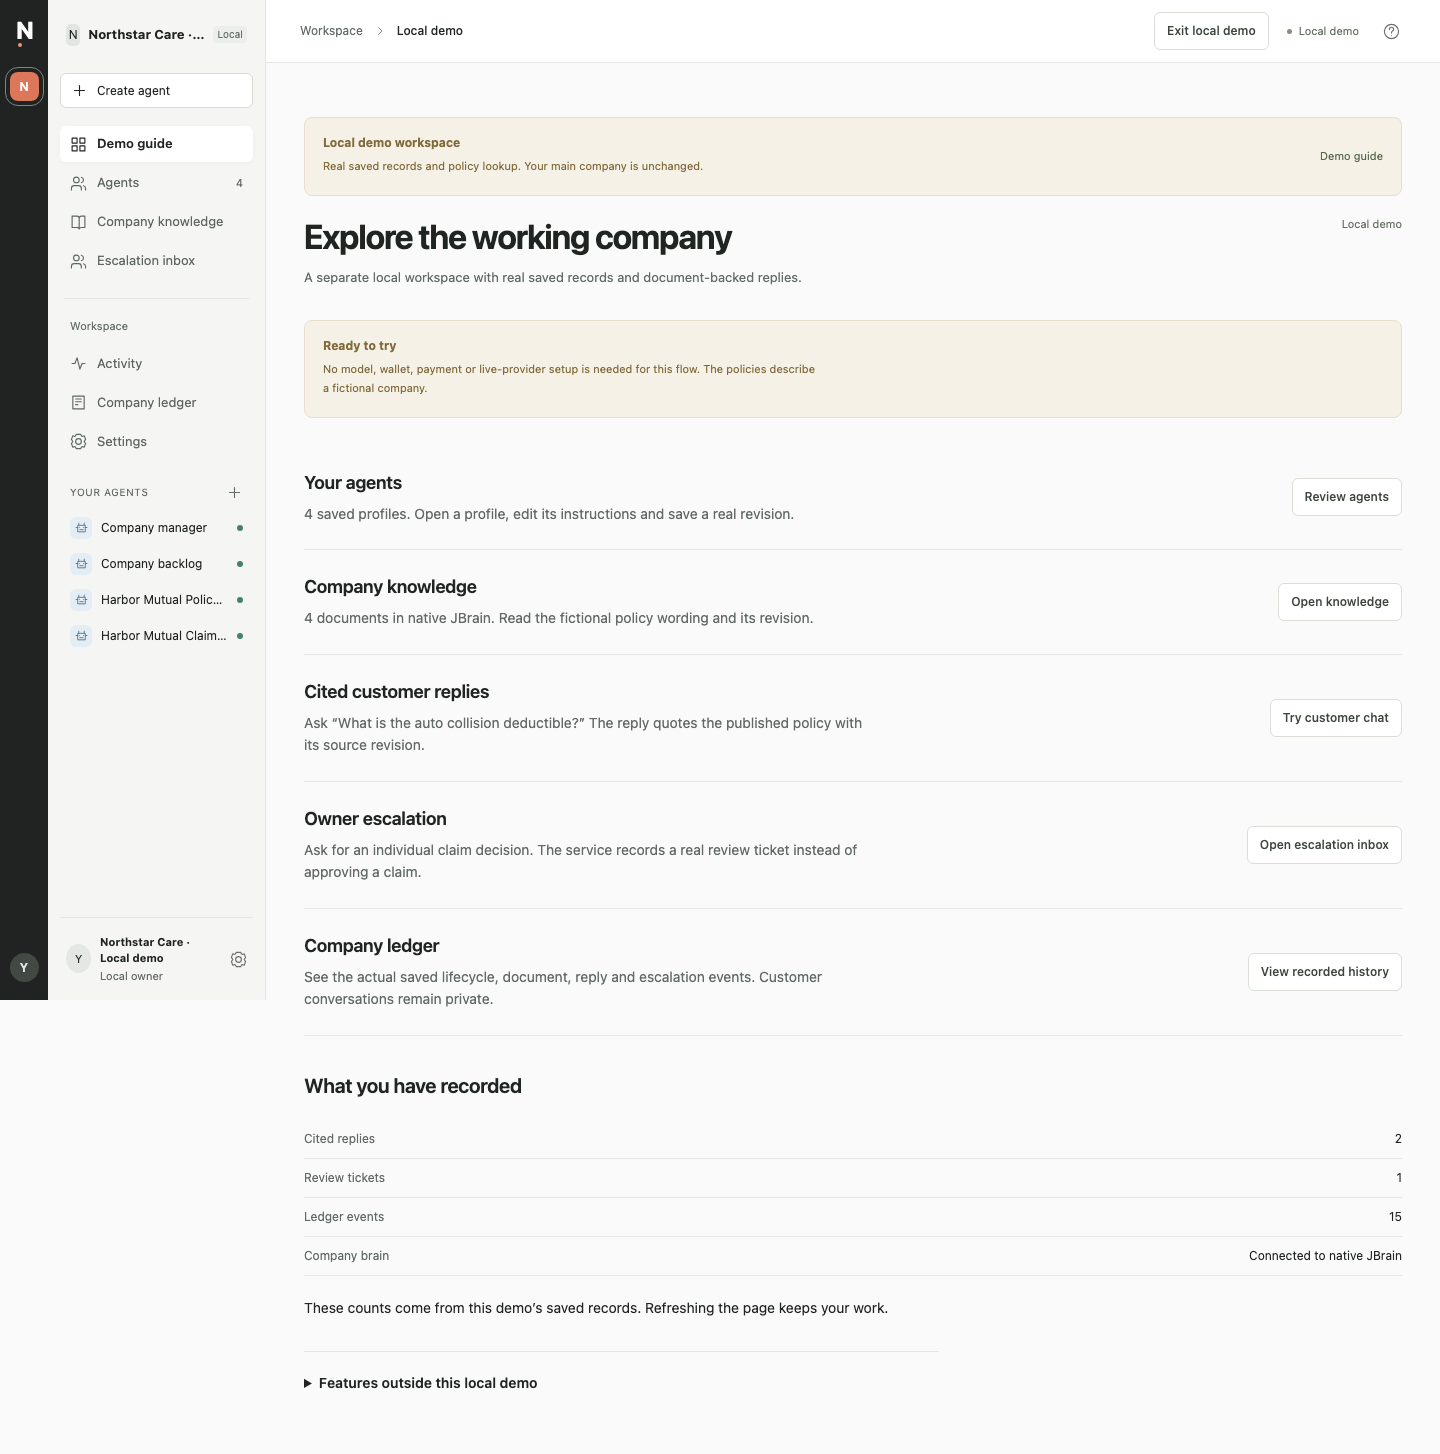 N
N
Y
N Northstar Care ·... Local
Create agent
Demo guide
Agents 4
Company knowledge
Escalation inbox
Workspace
Activity
Company ledger
Settings
YOUR AGENTS
Company manager
Company backlog
Harbor Mutual Polic...
Harbor Mutual Claim...
Y
Northstar Care ·
Local demo
Local owner
Workspace Local demo
Exit local demo
Local demo
?
Local demo workspace
Real saved records and policy lookup. Your main company is unchanged.
Demo guide
Explore the working company
Local demo
A separate local workspace with real saved records and document-backed replies.
Ready to try
No model, wallet, payment or live-provider setup is needed for this flow. The policies describe
a fictional company.
Your agents
4 saved profiles. Open a profile, edit its instructions and save a real revision.
Review agents
Company knowledge
4 documents in native JBrain. Read the fictional policy wording and its revision.
Open knowledge
Cited customer replies
Ask “What is the auto collision deductible?” The reply quotes the published policy with
its source revision.
Try customer chat
Owner escalation
Ask for an individual claim decision. The service records a real review ticket instead of
approving a claim.
Open escalation inbox
Company ledger
See the actual saved lifecycle, document, reply and escalation events. Customer
conversations remain private.
View recorded history
What you have recorded
Cited replies 2
Review tickets 1
Ledger events 15
Company brain Connected to native JBrain
These counts come from this demo’s saved records. Refreshing the page keeps your work.
Features outside this local demo